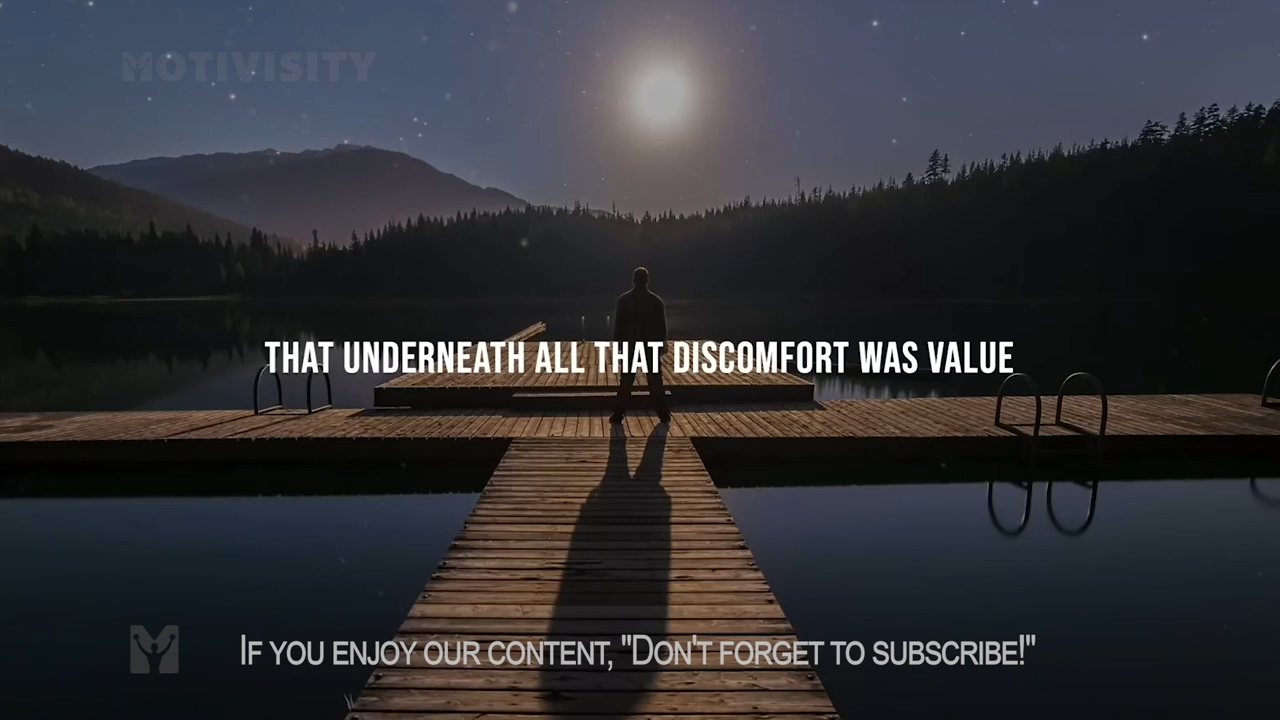 MOTIVISITY
THAT UNDERNEATH ALL THAT DISCOMFORT WAS VALUE
IF YOU ENJOY OUR CONTENT, "DON'T FORGET TO SUBSCRIBE!"